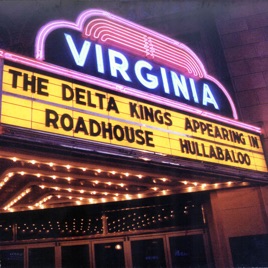 VIRGINIA
THE DELTA KINGS APPEARING IN
ROADHOUSE HULLABALOO